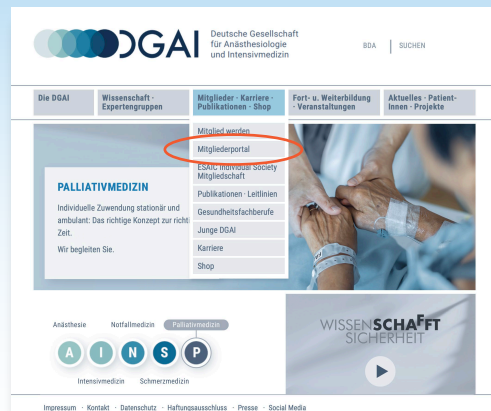 DGAI
Deutsche Gesellschaft
für Anästhesiologie
und Intensivmedizin
BDA
SUCHEN
Die DGAI
Wissenschaft ·
Expertengruppen
Mitglieder · Karriere ·
Publikationen · Shop
Fort- u. Weiterbildung
· Veranstaltungen
Aktuelles · Patient-
Innen · Projekte
Mitglied werden
Mitgliederportal
ESAIC Individual Society
Mitgliedschaft
Publikationen · Leitlinien
Gesundheitsfachberufe
Junge DGAI
Karriere
Shop
PALLIATIVMEDIZIN
Individuelle Zuwendung stationär und
ambulant: Das richtige Konzept zur richti
Zeit.
Wir begleiten Sie.
Anästhesie
Notfallmedizin
Palliativmedizin
A I N S P
Intensivmedizin
Schmerzmedizin
WISSENSCHAFFT
SICHERHEIT
Impressum · Kontakt · Datenschutz · Haftungsausschluss · Presse · Social Media